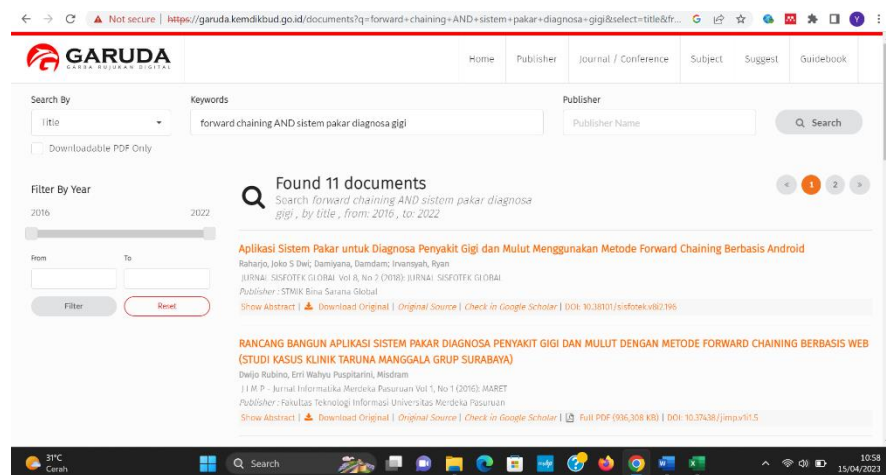 Not secure | https://garuda.kemdikbud.go.id/documents?q=forward+chaining+AND+sistem+pakar+diagnosa+gigi&select=title&fr...
GARUDA
GARBA RUJUKAN DIGITAL
Home Publisher Journal / Conference Subject Suggest Guidebook
Search By Keywords Publisher
Title forward chaining AND sistem pakar diagnosa gigi Publisher Name Search
Downloadable PDF Only
Filter By Year
2016 2022
From To
Filter Reset
Found 11 documents
Search forward chaining AND sistem pakar diagnosa
gigi , by title , from: 2016 , to: 2022
« 1 2 »
Aplikasi Sistem Pakar untuk Diagnosa Penyakit Gigi dan Mulut Menggunakan Metode Forward Chaining Berbasis Android
Raharjo, Joko S Dwi; Damiyana, Damdam; Irvansyah, Ryan
JURNAL SISFOTEK GLOBAL Vol 8, No 2 (2018): JURNAL SISFOTEK GLOBAL
Publisher : STMIK Bina Sarana Global
Show Abstract | Download Original | Original Source | Check in Google Scholar | DOI: 10.38101/sisfotek.v8i2.196
RANCANG BANGUN APLIKASI SISTEM PAKAR DIAGNOSA PENYAKIT GIGI DAN MULUT DENGAN METODE FORWARD CHAINING BERBASIS WEB
(STUDI KASUS KLINIK TARUNA MANGGALA GRUP SURABAYA)
Dwijo Rubino, Erri Wahyu Puspitarini, Misdram
J I M P - Jurnal Informatika Merdeka Pasuruan Vol 1, No 1 (2016): MARET
Publisher : Fakultas Teknologi Informasi Universitas Merdeka Pasuruan
Show Abstract | Download Original | Original Source | Check in Google Scholar | Full PDF (936,308 KB) | DOI: 10.37438/jimp.v1i1.5
31°C
Cerah
Search
10:58
15/04/2023